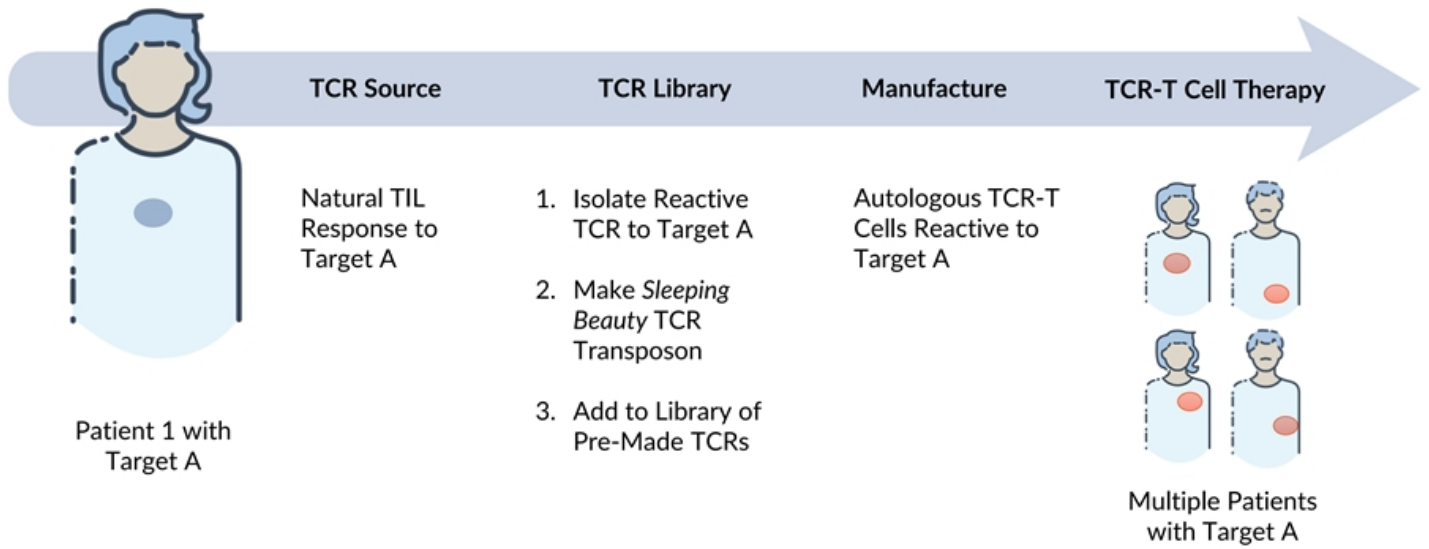 TCR Source
TCR Library
Manufacture
TCR-T Cell Therapy
Natural TIL
Response to
Target A
1. Isolate Reactive
TCR to Target A
2. Make Sleeping
Beauty TCR
Transposon
3. Add to Library of
Pre-Made TCRs
Autologous TCR-T
Cells Reactive to
Target A
Patient 1 with
Target A
Multiple Patients
with Target A